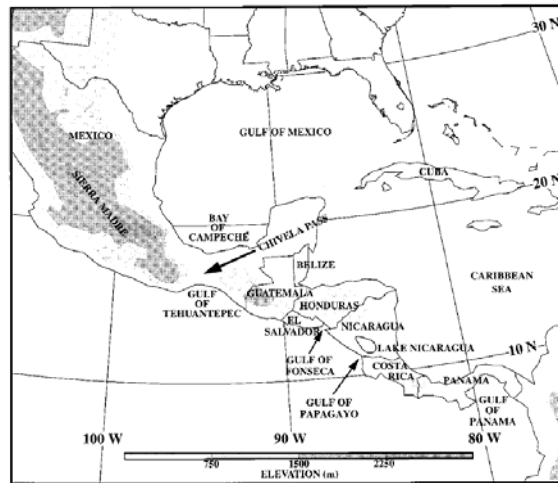 30 N
MEXICO
GULF OF MEXICO
SIERRA MADRE
CUBA
20 N
BAY
OF
CAMPECHE
CHIVELA PASS
BELIZE
CARIBBEAN
SEA
GULF
OF
TEHUANTEPEC
GUATEMALA
HONDURAS
EL
SALVADOR
NICARAGUA
LAKE NICARAGUA
10 N
GULF OF
FONSECA
COSTA
RICA
PANAMA
GULF OF
PAPAGAYO
GULF
OF
PANAMA
100 W
90 W
80 W
750
1500
2250
ELEVATION (m)